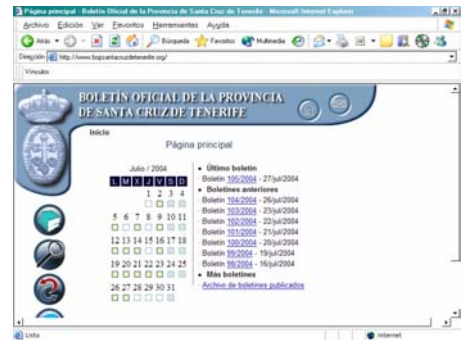 Página principal - Boletín Oficial de la Provincia de Santa Cruz de Tenerife - Microsoft Internet Explorer
Archivo Edición Ver Favoritos Herramientas Ayuda
Atrás Búsqueda Favoritos Multimedia
Dirección http://www.bopsantacruzdetenerife.org/
Vínculos
BOLETÍN OFICIAL DE LA PROVINCIA
DE SANTA CRUZ DE TENERIFE
Inicio
Página principal
Julio / 2004
L M X J V S D
1 2 3 4
5 6 7 8 9 10 11
12 13 14 15 16 17 18
19 20 21 22 23 24 25
26 27 28 29 30 31
• Último boletín
Boletín 105/2004 - 27/jul/2004
• Boletines anteriores
Boletín 104/2004 - 26/jul/2004
Boletín 103/2004 - 23/jul/2004
Boletín 102/2004 - 22/jul/2004
Boletín 101/2004 - 21/jul/2004
Boletín 100/2004 - 20/jul/2004
Boletín 99/2004 - 19/jul/2004
Boletín 98/2004 - 16/jul/2004
• Más boletines
Archivo de boletines publicados
Listo Internet